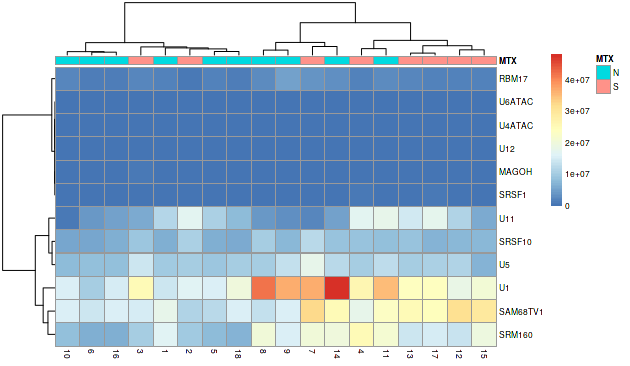 MTX
RBM17
U6ATAC
U4ATAC
U12
MAGOH
SRSF1
U11
SRSF10
U5
U1
SAM68TV1
SRM160
10 6 16 3 1 2 5 18 8 9 7 14 4 11 13 17 12 15
4e+07
3e+07
2e+07
1e+07
0
MTX
N
S